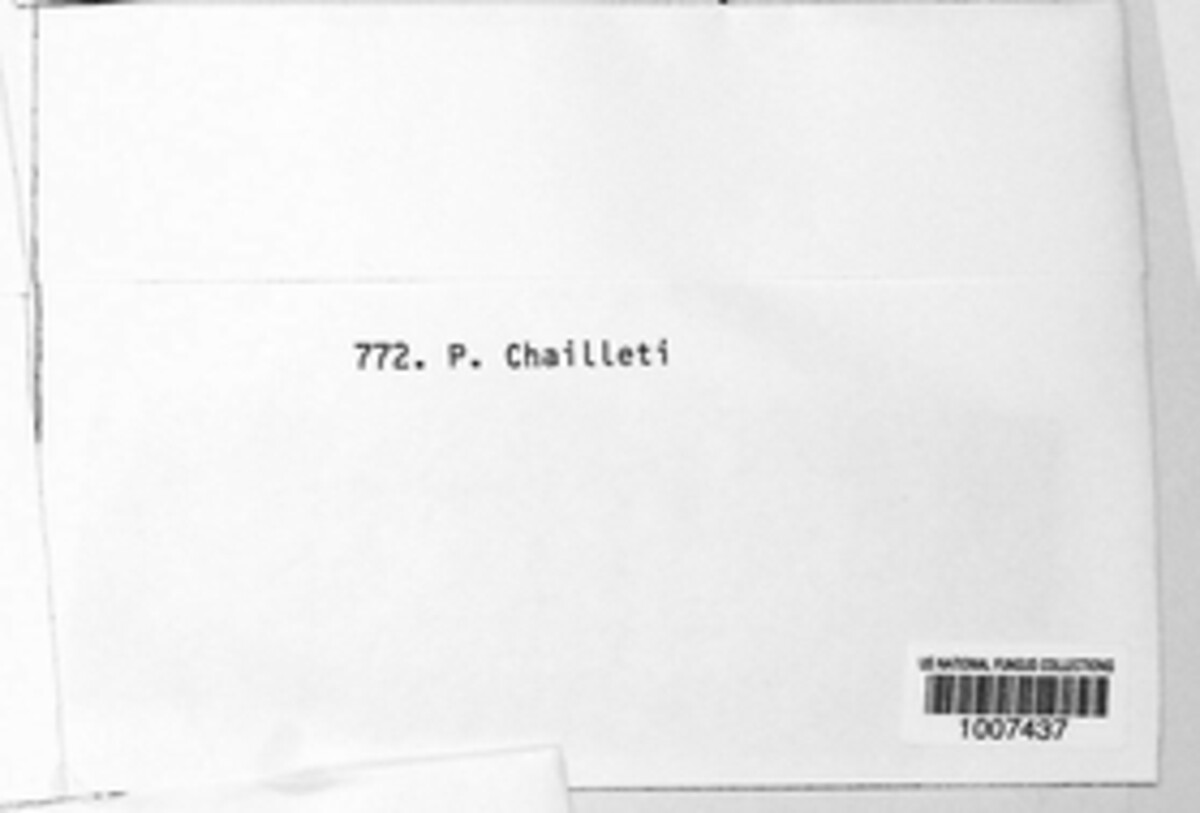 772. P. Chailleti
US NATIONAL FUNGUS COLLECTIONS
1007437